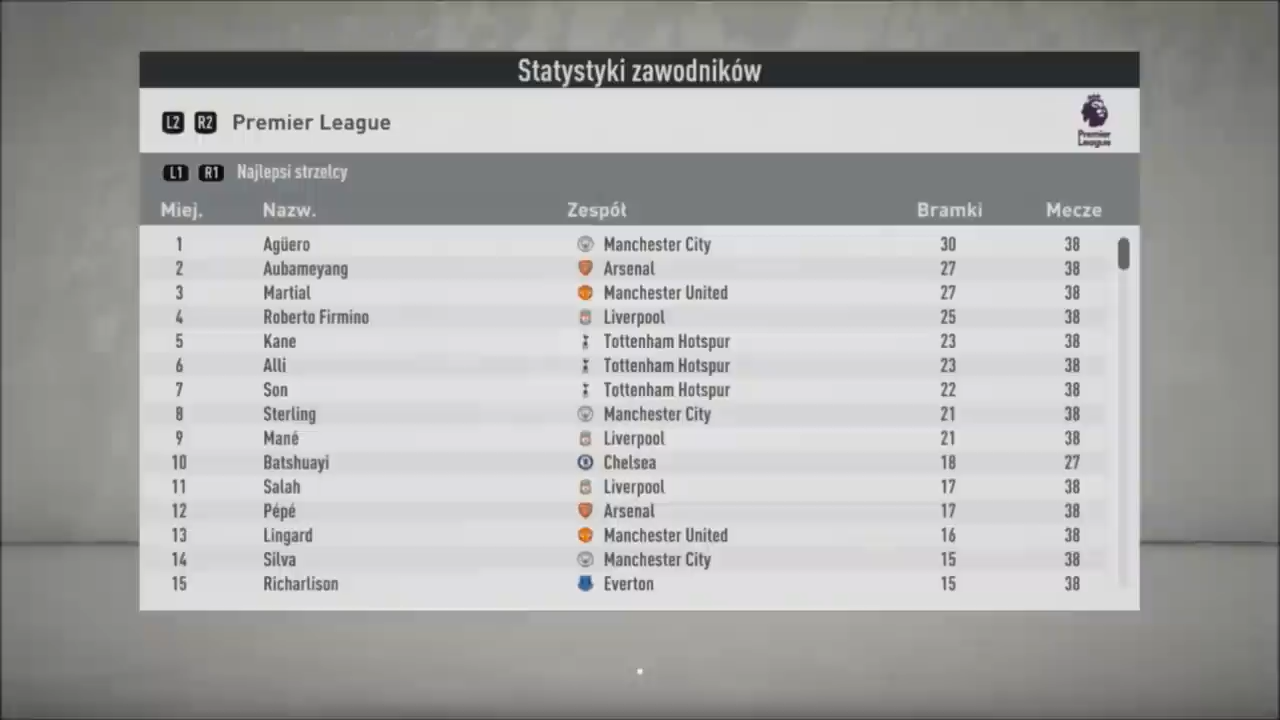 Statystyki zawodników
L2 R2 Premier League
Premier League
L1 R1 Najlepsi strzelcy
Miej. Nazw. Zespół Bramki Mecze
1 Agüero Manchester City 30 38
2 Aubameyang Arsenal 27 38
3 Martial Manchester United 27 38
4 Roberto Firmino Liverpool 25 38
5 Kane Tottenham Hotspur 23 38
6 Alli Tottenham Hotspur 23 38
7 Son Tottenham Hotspur 22 38
8 Sterling Manchester City 21 38
9 Mané Liverpool 21 38
10 Batshuayi Chelsea 18 27
11 Salah Liverpool 17 38
12 Pépé Arsenal 17 38
13 Lingard Manchester United 16 38
14 Silva Manchester City 15 38
15 Richarlison Everton 15 38